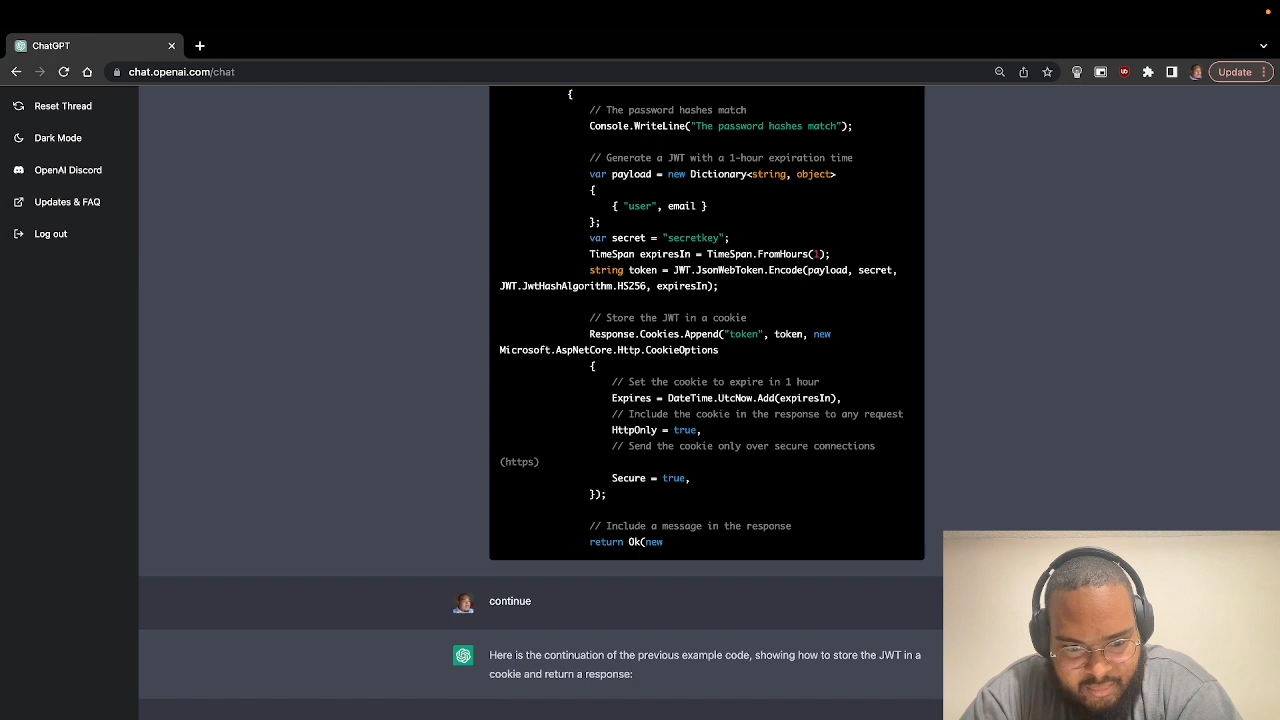 ChatGPT
chat.openai.com/chat
Update
Reset Thread
Dark Mode
OpenAI Discord
Updates & FAQ
Log out
{
// The password hashes match
Console.WriteLine("The password hashes match");
// Generate a JWT with a 1-hour expiration time
var payload = new Dictionary<string, object>
{
{ "user", email }
};
var secret = "secretkey";
TimeSpan expiresIn = TimeSpan.FromHours(1);
string token = JWT.JsonWebToken.Encode(payload, secret,
JWT.JwtHashAlgorithm.HS256, expiresIn);
// Store the JWT in a cookie
Response.Cookies.Append("token", token, new
Microsoft.AspNetCore.Http.CookieOptions
{
// Set the cookie to expire in 1 hour
Expires = DateTime.UtcNow.Add(expiresIn),
// Include the cookie in the response to any request
HttpOnly = true,
// Send the cookie only over secure connections
(https)
Secure = true,
});
// Include a message in the response
return Ok(new
continue
Here is the continuation of the previous example code, showing how to store the JWT in a
cookie and return a response: